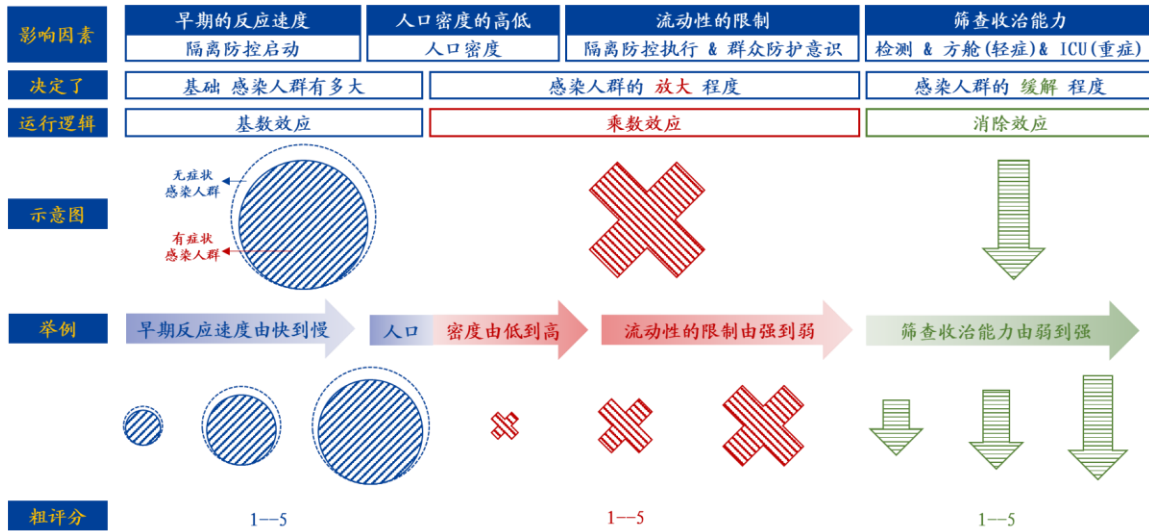 影响因素
早期的反应速度
人口密度的高低
流动性的限制
筛查收治能力
隔离防控启动
人口密度
隔离防控执行 & 群众防护意识
检测 & 方舱(轻症)& ICU(重症)
决定了
基础 感染人群有多大
感染人群的 放大 程度
感染人群的 缓解 程度
运行逻辑
基数效应
乘数效应
消除效应
示意图
无症状
感染人群
有症状
感染人群
举例
早期反应速度由快到慢
人口 密度由低到高
流动性的限制由强到弱
筛查收治能力由弱到强
粗评分
1—5
1—5
1—5